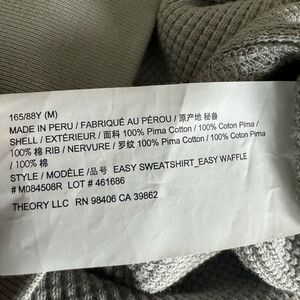 165/88Y (M)
MADE IN PERU / FABRIQUÉ AU PÉROU / 原产地 秘鲁
SHELL / EXTÉRIEUR / 面料 100% Pima Cotton / 100% Coton Pima /
100% 棉 RIB / NERVURE / 罗纹 100% Pima Cotton / 100% Coton Pima
/ 100% 棉
STYLE / MODÈLE /品号  EASY SWEATSHIRT_EASY WAFFLE
# M084508R  LOT # 461686
THEORY LLC  RN 98406 CA 39862